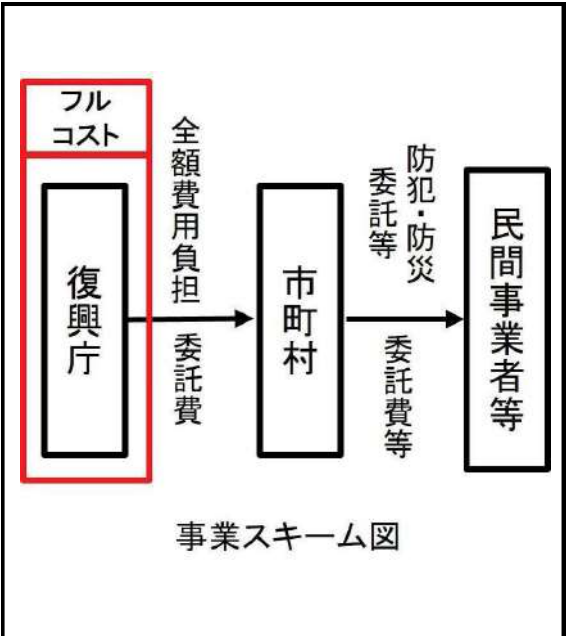 フル
コスト
復興庁
全額費用負担
委託費
市町村
防犯・防災
委託等
委託費等
民間事業者等
事業スキーム図